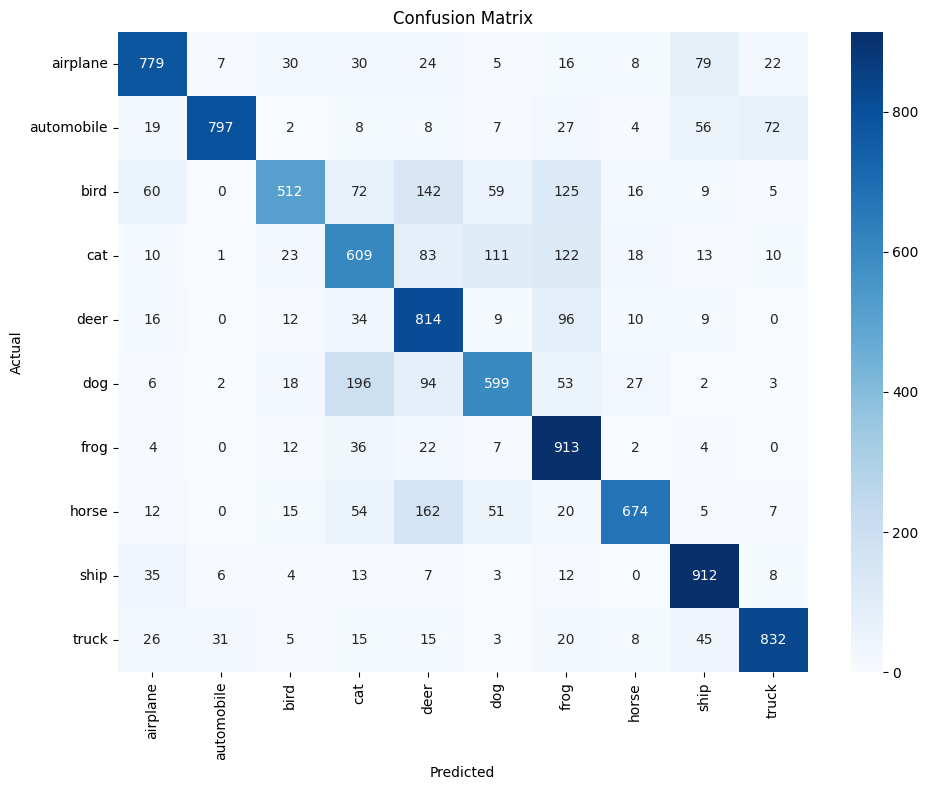 Confusion Matrix
airplane 779 7 30 30 24 5 16 8 79 22
automobile 19 797 2 8 8 7 27 4 56 72
bird 60 0 512 72 142 59 125 16 9 5
cat 10 1 23 609 83 111 122 18 13 10
deer 16 0 12 34 814 9 96 10 9 0
dog 6 2 18 196 94 599 53 27 2 3
frog 4 0 12 36 22 7 913 2 4 0
horse 12 0 15 54 162 51 20 674 5 7
ship 35 6 4 13 7 3 12 0 912 8
truck 26 31 5 15 15 3 20 8 45 832
Actual
airplane automobile bird cat deer dog frog horse ship truck
Predicted
800
600
400
200
0